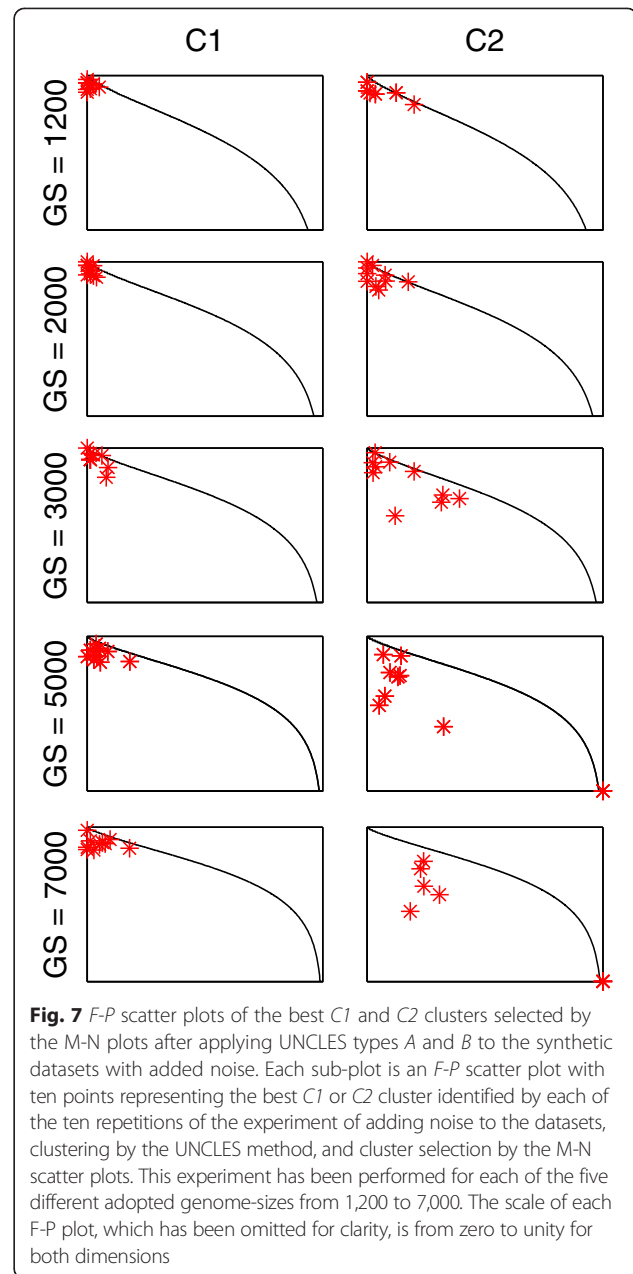 C1 C2
GS = 1200
GS = 2000
GS = 3000
GS = 5000
GS = 7000
Fig. 7 F-P scatter plots of the best C1 and C2 clusters selected by
the M-N plots after applying UNCLES types A and B to the synthetic
datasets with added noise. Each sub-plot is an F-P scatter plot with
ten points representing the best C1 or C2 cluster identified by each of
the ten repetitions of the experiment of adding noise to the datasets,
clustering by the UNCLES method, and cluster selection by the M-N
scatter plots. This experiment has been performed for each of the five
different adopted genome-sizes from 1,200 to 7,000. The scale of each
F-P plot, which has been omitted for clarity, is from zero to unity for
both dimensions